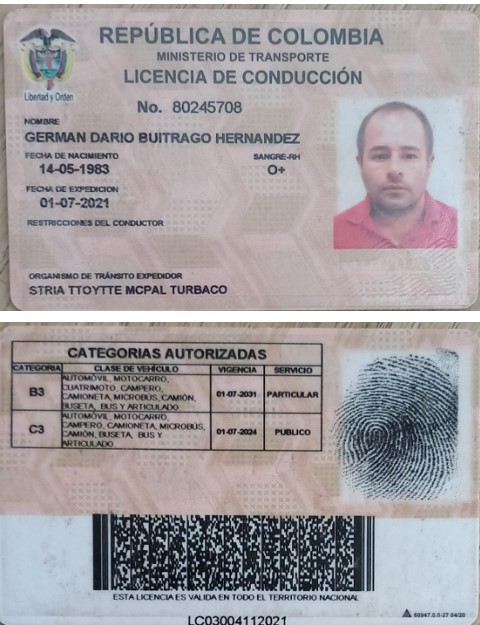 REPÚBLICA DE COLOMBIA
MINISTERIO DE TRANSPORTE
LICENCIA DE CONDUCCIÓN
Libertad y Orden
No. 80245708
NOMBRE
GERMAN DARIO BUITRAGO HERNANDEZ
FECHA DE NACIMIENTO SANGRE-RH
14-05-1983 O+
FECHA DE EXPEDICION
01-07-2021
RESTRICCIONES DEL CONDUCTOR
ORGANISMO DE TRÁNSITO EXPEDIDOR
STRIA TTOYTTE MCPAL TURBACO
CATEGORIAS AUTORIZADAS
CATEGORIA CLASE DE VEHÍCULO VIGENCIA SERVICIO
B3 AUTOMÓVIL, MOTOCARRO, CUATRIMOTO, CAMPERO, CAMIONETA, MICROBÚS, CAMIÓN, BUSETA, BUS Y ARTICULADO 01-07-2031 PARTICULAR
C3 AUTOMÓVIL, MOTOCARRO, CAMPERO, CAMIONETA, MICROBÚS, CAMIÓN, BUSETA, BUS Y ARTICULADO 01-07-2024 PUBLICO
ESTA LICENCIA ES VALIDA EN TODO EL TERRITORIO NACIONAL
LC03004112021